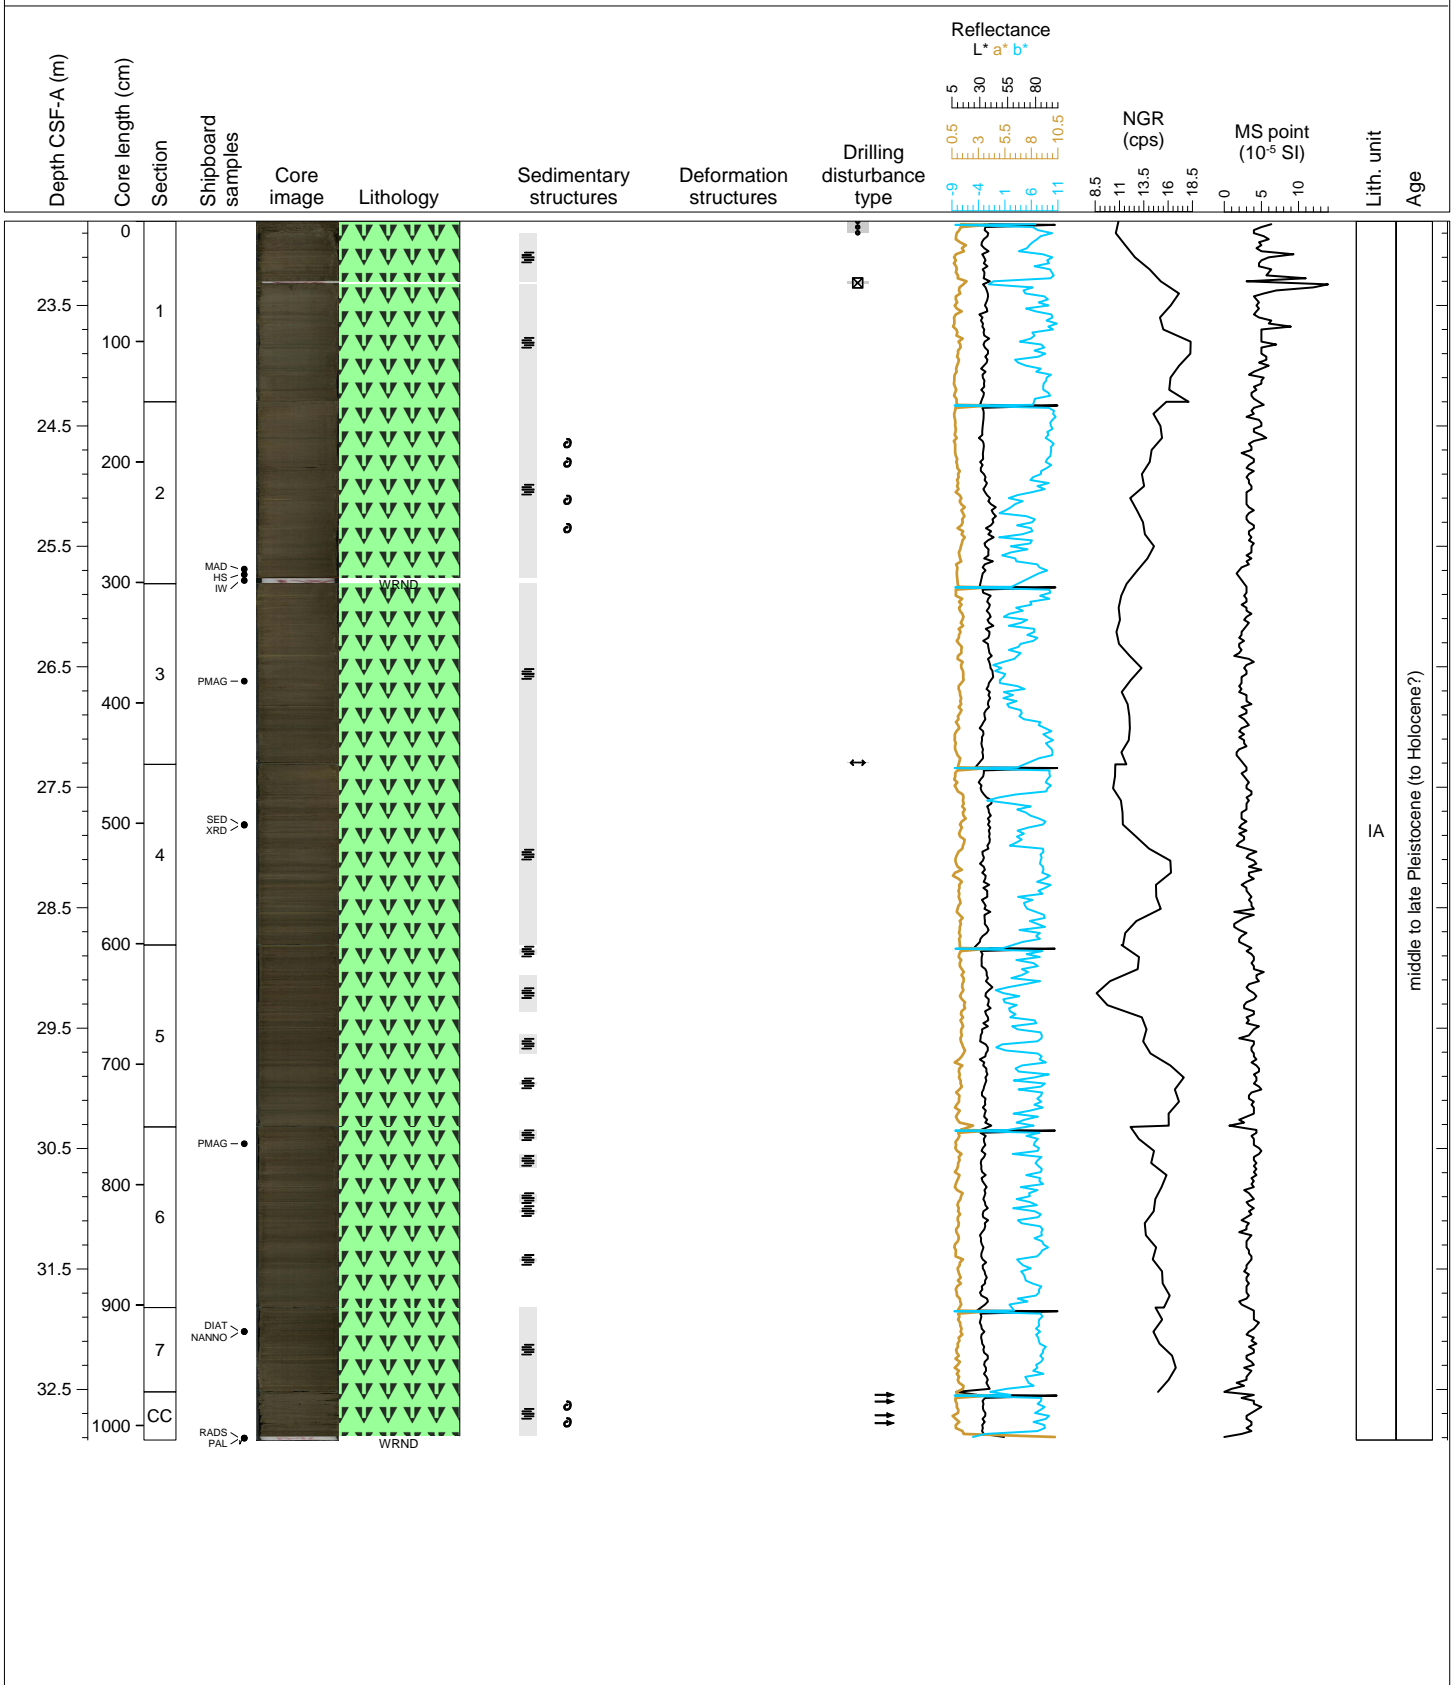 Depth CSF-A (m)
Core length (cm)
Section
Shipboard
samples
Core
image
Lithology
Sedimentary
structures
Deformation
structures
Drilling
disturbance
type
Reflectance
L* a* b*
5 30 55 80
0.5 3 5.5 8 10.5
-9 -4 1 6 11
NGR
(cps)
8.5 11 13.5 16 18.5
MS point
(10⁻⁵ SI)
0 5 10
Lith. unit
Age
23.5
24.5
25.5
26.5
27.5
28.5
29.5
30.5
31.5
32.5
0
100
200
300
400
500
600
700
800
900
1000
1
2
3
4
5
6
7
CC
MAD
HS
IW
PMAG
SED
XRD
PMAG
DIAT
NANNO
RADS
PAL
WRND
WRND
IA
middle to late Pleistocene (to Holocene?)